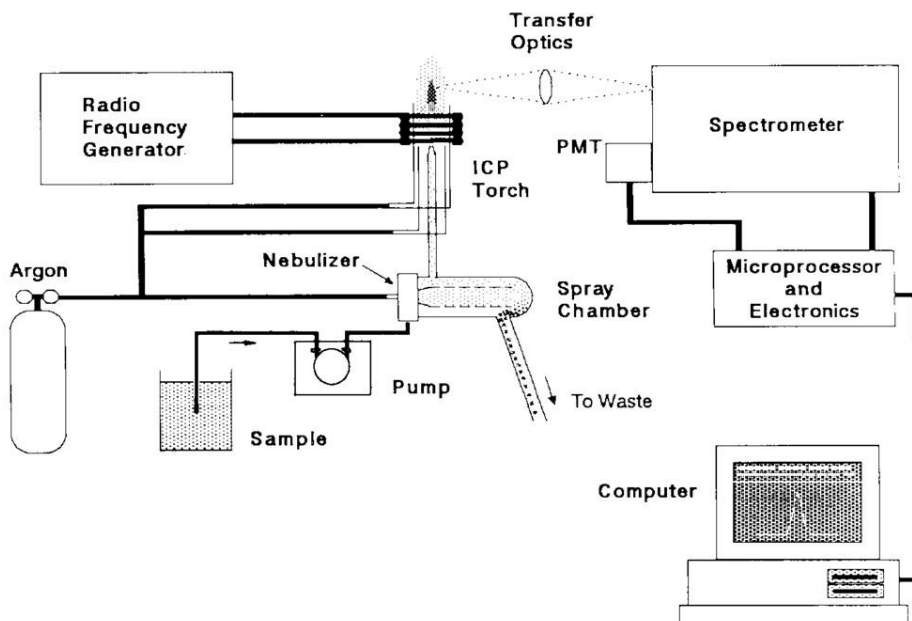 Transfer
Optics
Radio
Frequency
Generator.
Spectrometer
PMT
ICP
Torch
Argon
Nebulizer
Microprocessor
and
Electronics
Spray
Chamber
Pump
To Waste
Sample
Computer